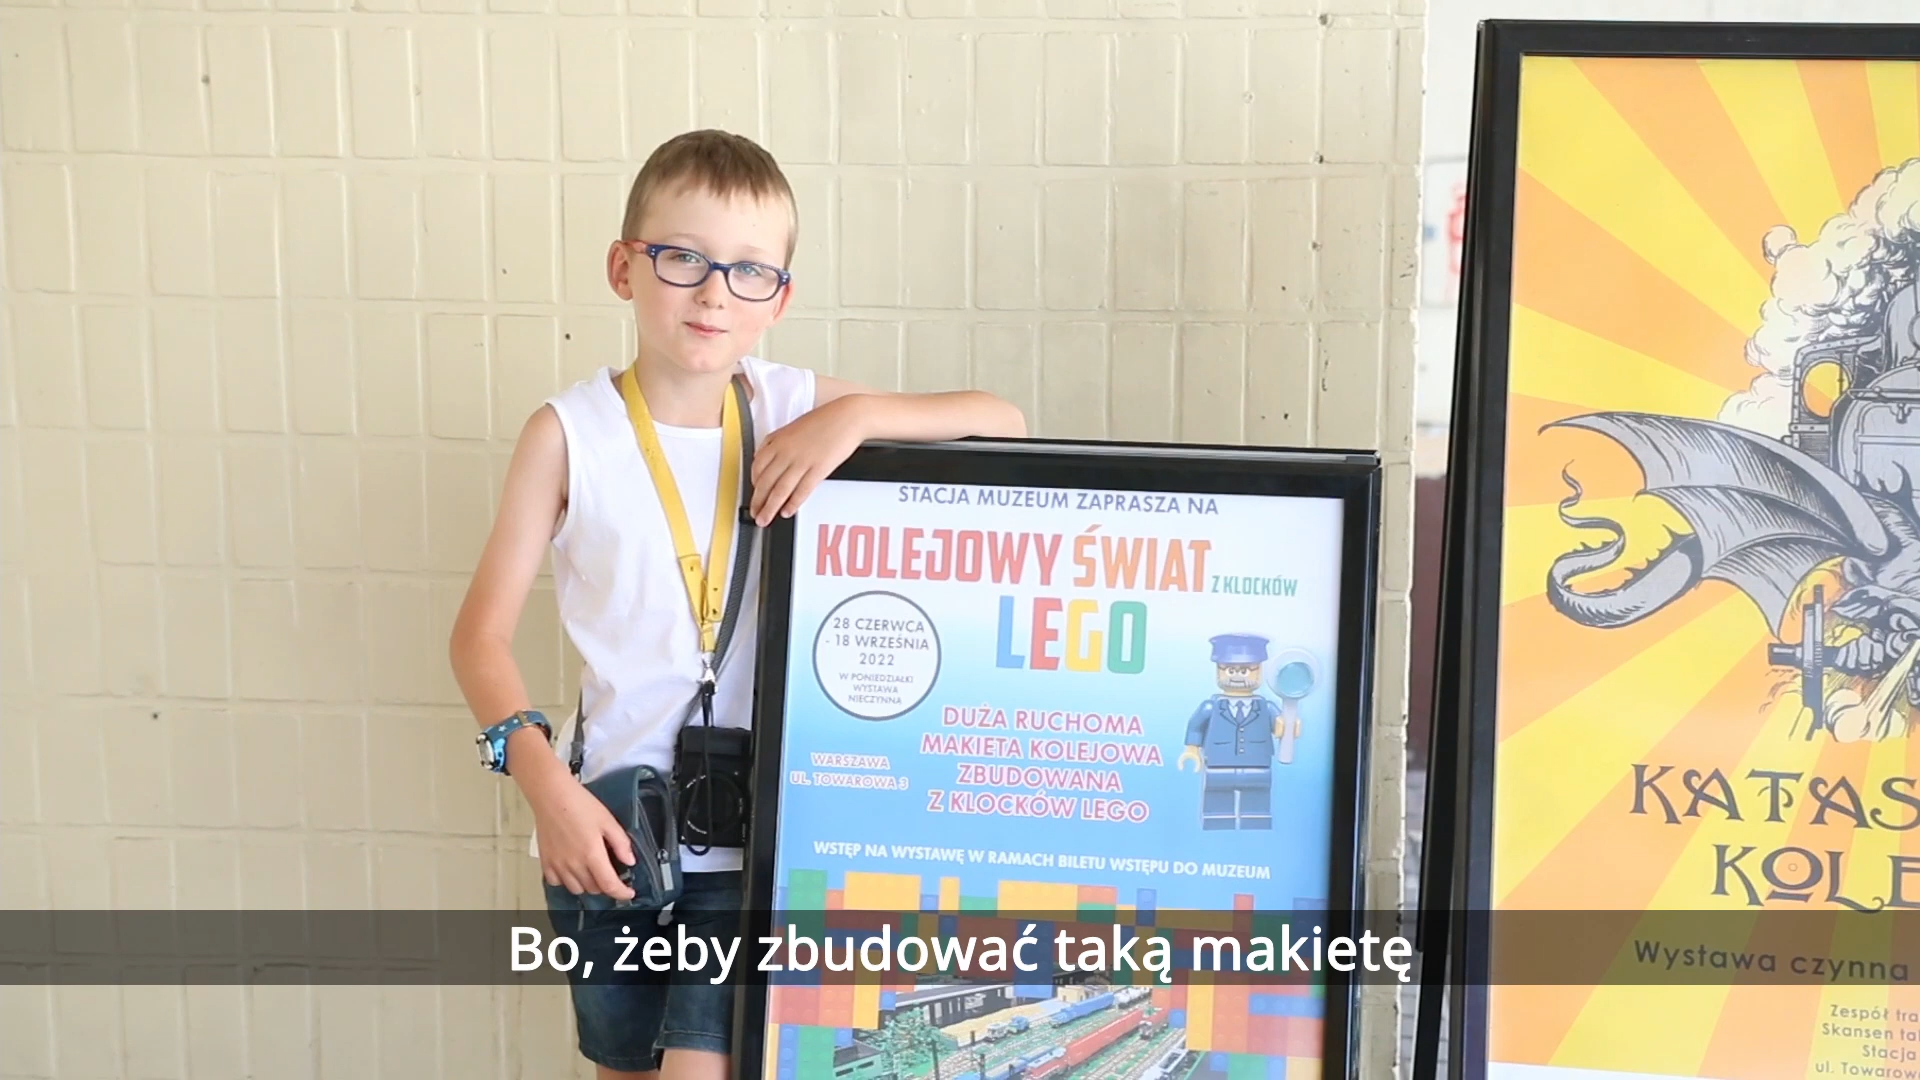 STACJA MUZEUM ZAPRASZA NA
KOLEJOWY ŚWIAT
Z KLOCKÓW
LEGO
28 CZERWCA
- 18 WRZEŚNIA
2022
W PONIEDZIAŁKI
WYSTAWA
NIECZYNNA
DUŻA RUCHOMA
MAKIETA KOLEJOWA
ZBUDOWANA
Z KLOCKÓW LEGO
WARSZAWA
UL. TOWAROWA 3
WSTĘP NA WYSTAWĘ W RAMACH BILETU WSTĘPU DO MUZEUM
KATAS
KOLE
Wystawa czynna
Zespół tra
Skansen ta
Stacja
ul. Towarow
Bo, żeby zbudować taką makietę